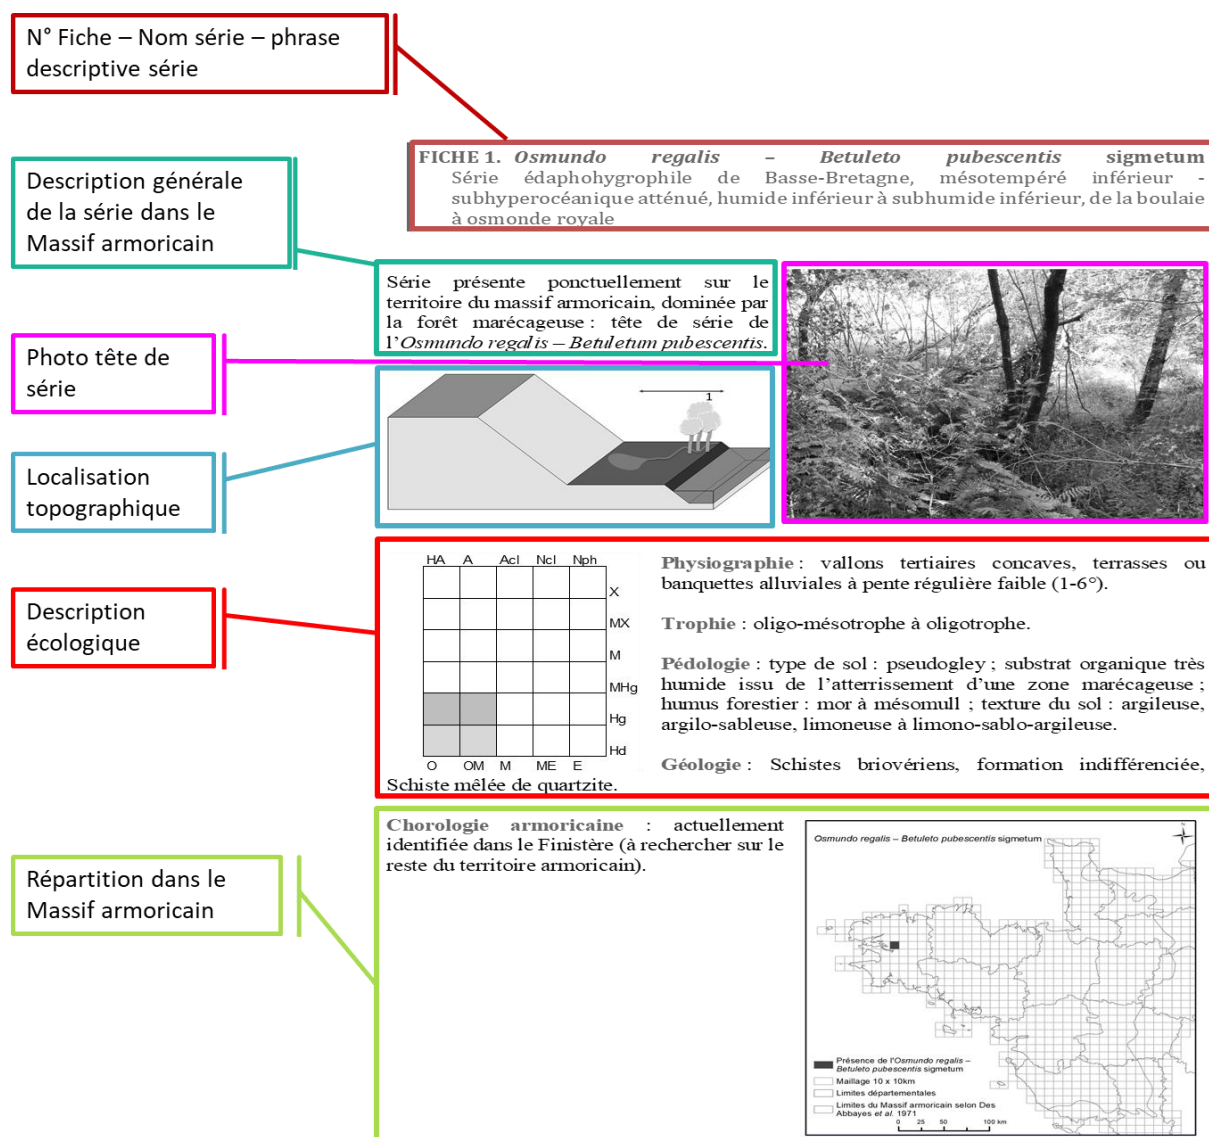 N° Fiche – Nom série – phrase
descriptive série
FICHE 1. Osmundo regalis – Betuleto pubescentis sigmetum
Série édaphohygrophile de Basse-Bretagne, mésotempéré inférieur -
subhyperocéanique atténué, humide inférieur à subhumide inférieur, de la boulaie
à osmonde royale
Description générale
de la série dans le
Massif armoricain
Série présente ponctuellement sur le
territoire du massif armoricain, dominée par
la forêt marécageuse : tête de série de
l’Osmundo regalis – Betuletum pubescentis.
Photo tête de
série
Localisation
topographique
1
Description
écologique
HA A Acl Ncl Nph
X
MX
M
MHg
Hg
Hd
O OM M ME E
Physiographie : vallons tertiaires concaves, terrasses ou
banquettes alluviales à pente régulière faible (1-6°).
Trophie : oligo-mésotrophe à oligotrophe.
Pédologie : type de sol : pseudogley ; substrat organique très
humide issu de l’atterrissement d’une zone marécageuse ;
humus forestier : mor à mésomull ; texture du sol : argileuse,
argilo-sableuse, limoneuse à limono-sablo-argileuse.
Géologie : Schistes briovériens, formation indifférenciée,
Schiste mêlée de quartzite.
Répartition dans le
Massif armoricain
Chorologie armoricaine : actuellement
identifiée dans le Finistère (à rechercher sur le
reste du territoire armoricain).
Osmundo regalis – Betuleto pubescentis sigmetum
N
Présence de l'Osmundo regalis –
Betuleto pubescentis sigmetum
Maillage 10 x 10km
Limites départementales
Limites du Massif armoricain selon Des
Abbayes et al. 1971
0 25 50 100 km